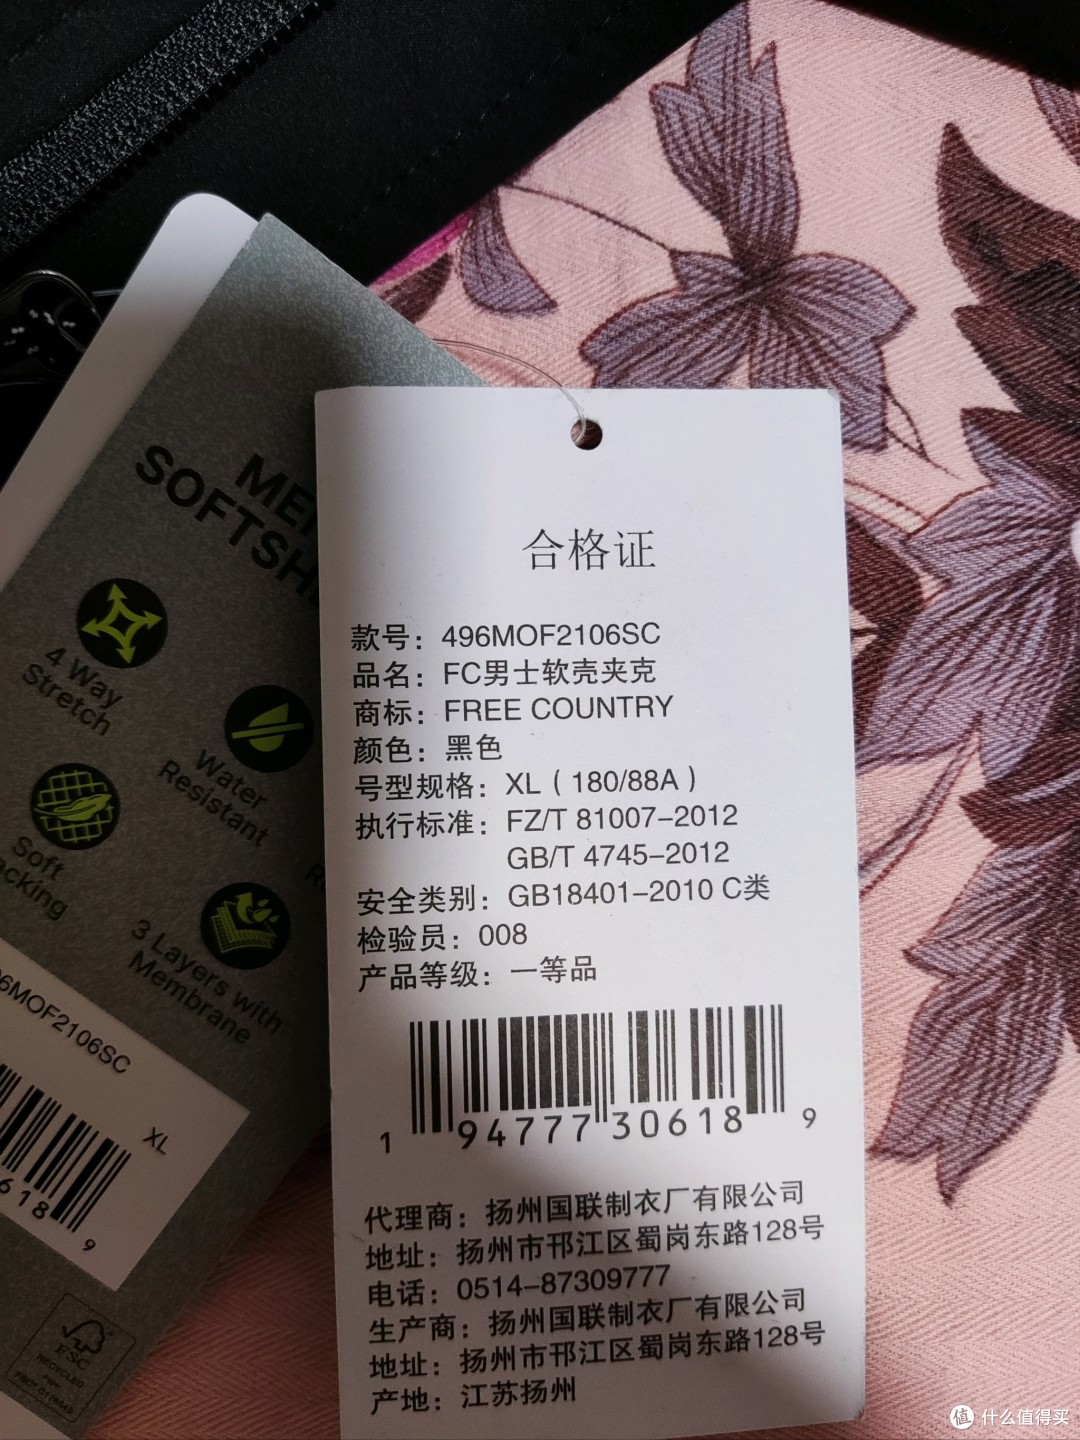 合格证
款号：496MOF2106SC
品名：FC男士软壳夹克
商标：FREE COUNTRY
颜色：黑色
号型规格：XL（180/88A）
执行标准：FZ/T 81007-2012
GB/T 4745-2012
安全类别：GB18401-2010 C类
检验员：008
产品等级：一等品
1 94777 30618 9
代理商：扬州国联制衣厂有限公司
地址：扬州市邗江区蜀岗东路128号
电话：0514-87309777
生产商：扬州国联制衣厂有限公司
地址：扬州市邗江区蜀岗东路128号
产地：江苏扬州
4 Way
Stretch
Water
Resistant
Soft
3 Layers with
Membrane
96MOF2106SC
XL
618 9
FSC
RECYCLED
值 什么值得买